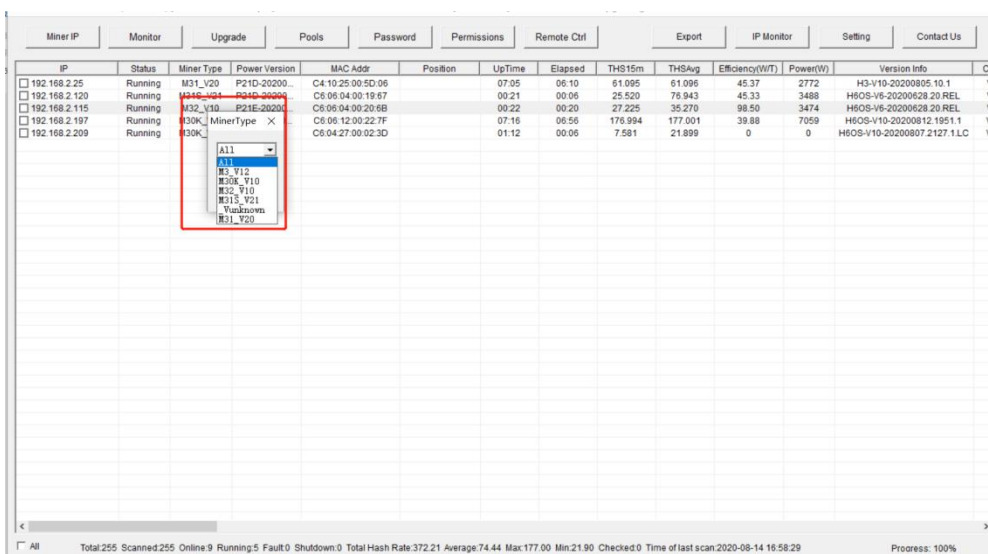 Miner IP Monitor Upgrade Pools Password Permissions Remote Ctrl Export IP Monitor Setting Contact Us
IP Status Miner Type Power Version MAC Addr Position UpTime Elapsed THS15m THSAvg Efficiency(W/T) Power(W) Version Info
192.168.2.25 Running M31_V20 P21D-20200... C4:10:25:00:5D:06 07:05 06:10 61.095 61.096 45.37 2772 H3-V10-20200805.10.1
192.168.2.120 Running M31S_V21 P21D-20200... C6:06:04:00:19:67 00:21 00:06 25.520 76.943 45.33 3488 H6OS-V6-20200628.20.REL
192.168.2.115 Running M32_V10 P21E-20200... C6:06:04:00:20:6B 00:22 00:20 27.225 35.270 98.50 3474 H6OS-V6-20200628.20.REL
192.168.2.197 Running M30K_ C6:06:12:00:22:7F 07:16 06:56 176.994 177.001 39.88 7059 H6OS-V10-20200812.1951.1
192.168.2.209 Running M30K_ C6:04:27:00:02:3D 01:12 00:06 7.581 21.899 0 0 H6OS-V10-20200807.2127.1.LC
MinerType
All
All
M3_V12
M30K_V10
M32_V10
M31S_V21
_Vunknown
M31_V20
All Total:255 Scanned:255 Online:9 Running:5 Fault:0 Shutdown:0 Total Hash Rate:372.21 Average:74.44 Max:177.00 Min:21.90 Checked:0 Time of last scan:2020-08-14 16:58:29 Progress: 100%